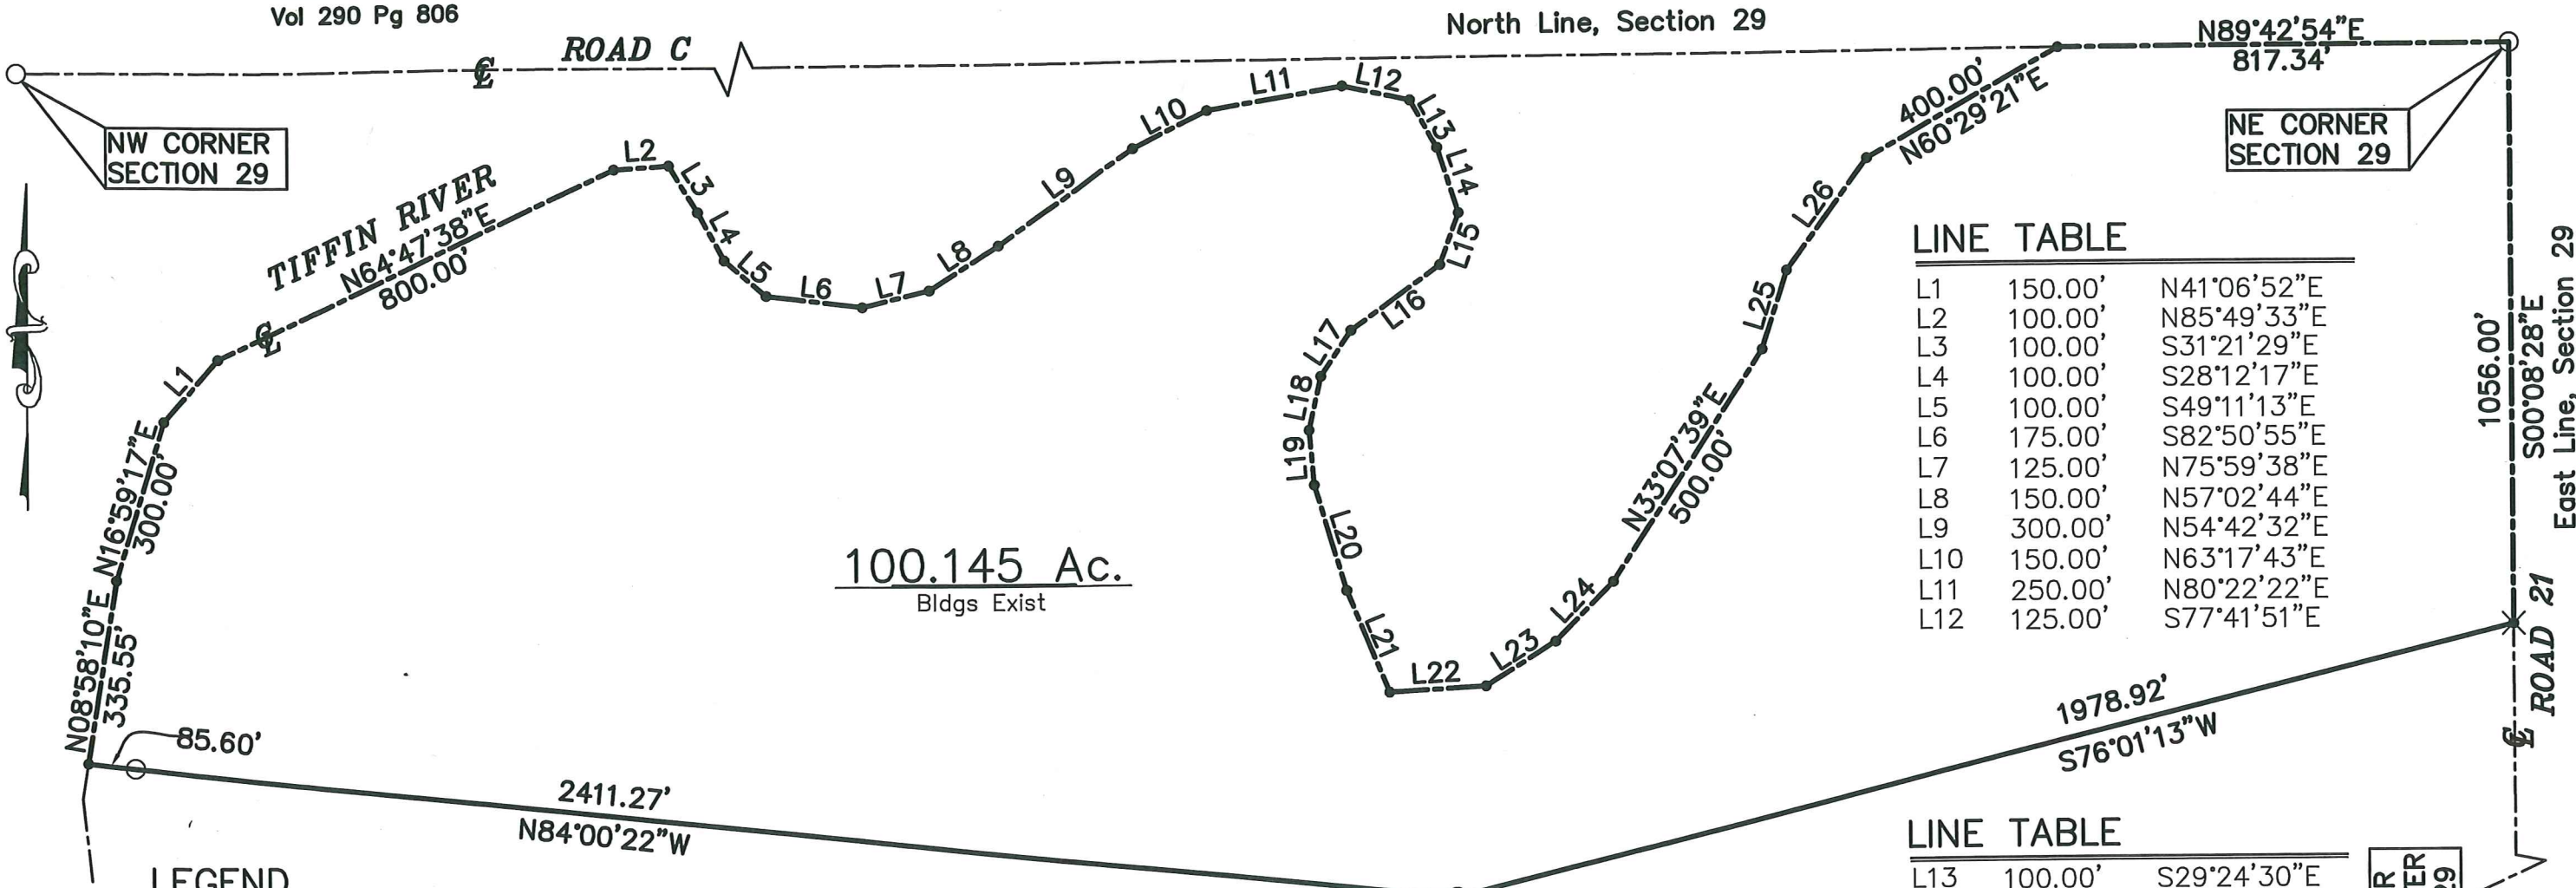 Vol 290 Pg 806
North Line, Section 29
N89°42'54"E
817.34'
ROAD C
℄
NW CORNER
SECTION 29
NE CORNER
SECTION 29
400.00'
N60°29'21"E
TIFFIN RIVER
N64°47'38"E
800.00'
℄
L1
L2
L3
L4
L5
L6
L7
L8
L9
L10
L11
L12
L13
L14
L15
L16
L17
L18
L19
L20
L21
L22
L23
L24
N33°07'39"E
500.00'
L25
L26
N16°59'17"E
300.00'
N08°58'10"E
335.55'
85.60'
2411.27'
N84°00'22"W
100.145 Ac.
Bldgs Exist
1978.92'
S76°01'13"W
1056.00'
S00°08'28"E
East Line, Section 29
ROAD 21
℄
LINE TABLE
L1 150.00' N41°06'52"E
L2 100.00' N85°49'33"E
L3 100.00' S31°21'29"E
L4 100.00' S28°12'17"E
L5 100.00' S49°11'13"E
L6 175.00' S82°50'55"E
L7 125.00' N75°59'38"E
L8 150.00' N57°02'44"E
L9 300.00' N54°42'32"E
L10 150.00' N63°17'43"E
L11 250.00' N80°22'22"E
L12 125.00' S77°41'51"E
LINE TABLE
L13 100.00' S29°24'30"E
LEGEND